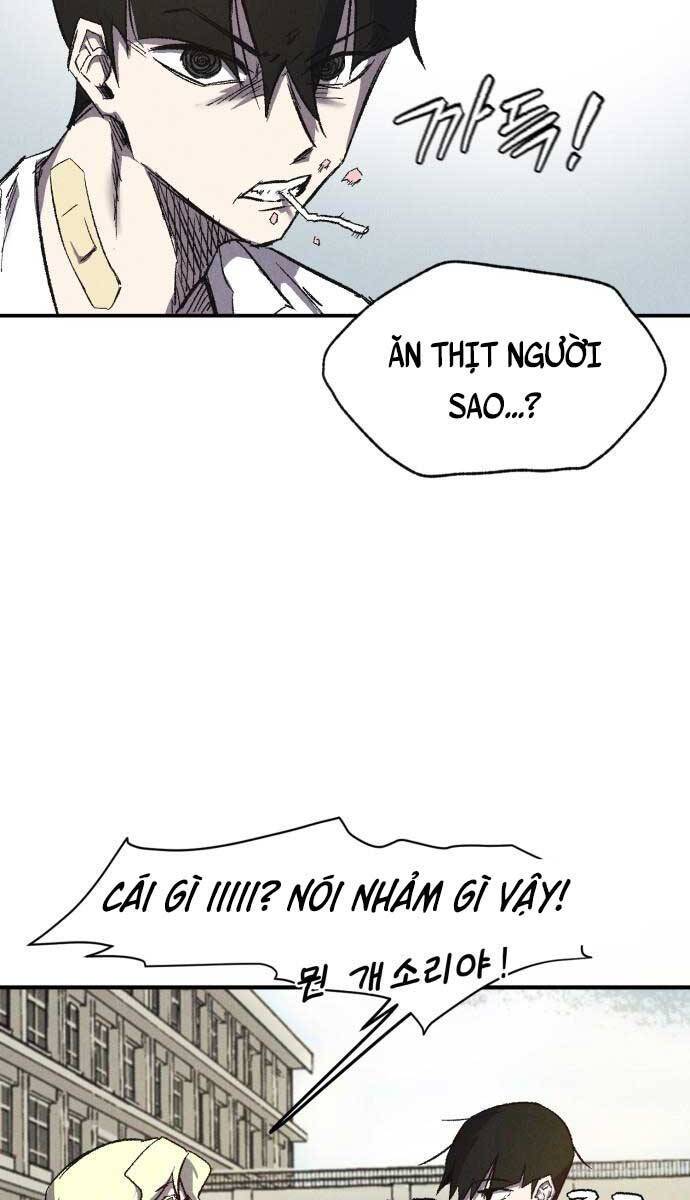 까득!
ĂN THỊT NGƯỜI
SAO...?
CÁI GÌ IIIII? NÓI NHẢM GÌ VẬY!
뭔 개소리야!